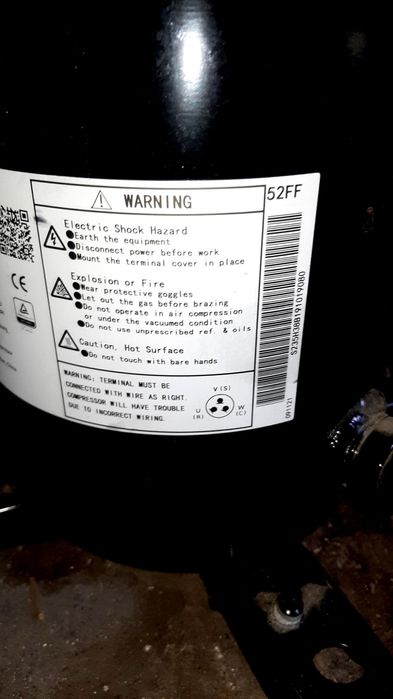 WARNING
52FF
Electric Shock Hazard
●Earth the equipment
●Disconnect power before work
●Mount the terminal cover in place
Explosion or Fire
●Wear protective goggles
●Let out the gas before brazing
●Do not operate in air compression
or under the vacuumed condition
●Do not use unprescribed ref. & oils
Caution, Hot Surface
●Do not touch with bare hands
WARNING: TERMINAL MUST BE
CONNECTED WITH WIRE AS RIGHT.
COMPRESSOR WILL HAVE TROUBLE
DUE TO INCORRECT WIRING.
V (S)
U
(R)
W
(C)
CE
091121